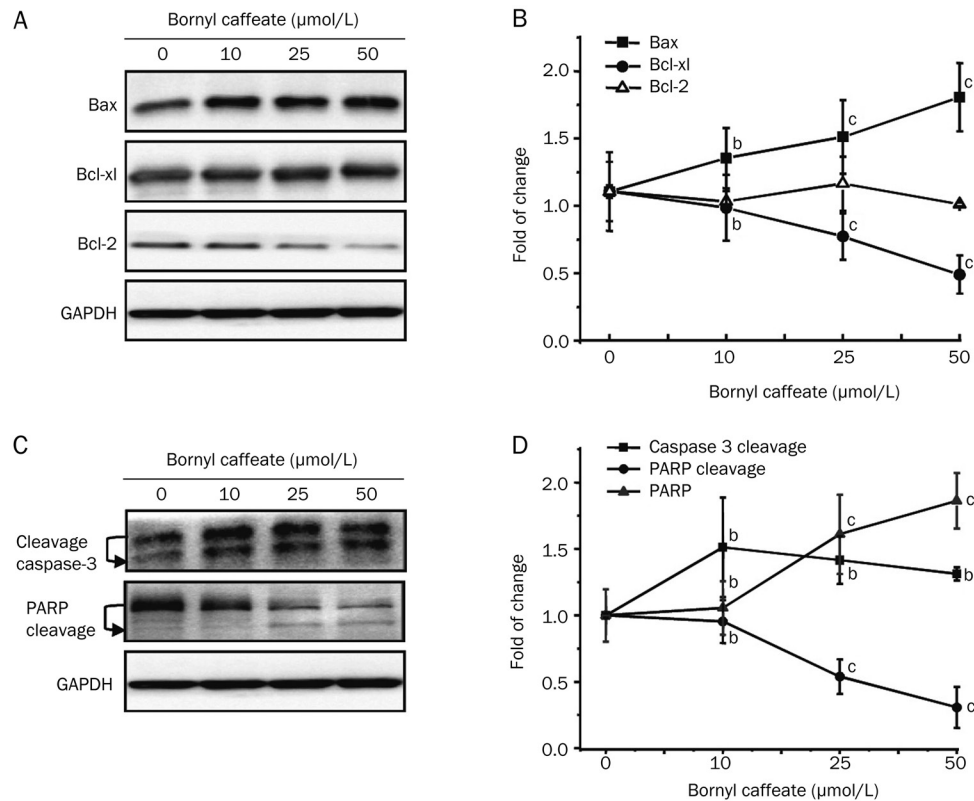 A
Bornyl caffeate (μmol/L)
0 10 25 50
Bax
Bcl-xl
Bcl-2
GAPDH
B
Bax
Bcl-xl
Bcl-2
Fold of change
2.0
1.5
1.0
0.5
0.0
b
c
c
b
c
c
0 10 25 50
Bornyl caffeate (μmol/L)
C
Bornyl caffeate (μmol/L)
0 10 25 50
Cleavage
caspase-3
PARP
cleavage
GAPDH
D
Caspase 3 cleavage
PARP cleavage
PARP
Fold of change
2.0
1.5
1.0
0.5
0.0
b
c
c
b
b
b
b
c
c
0 10 25 50
Bornyl caffeate (μmol/L)